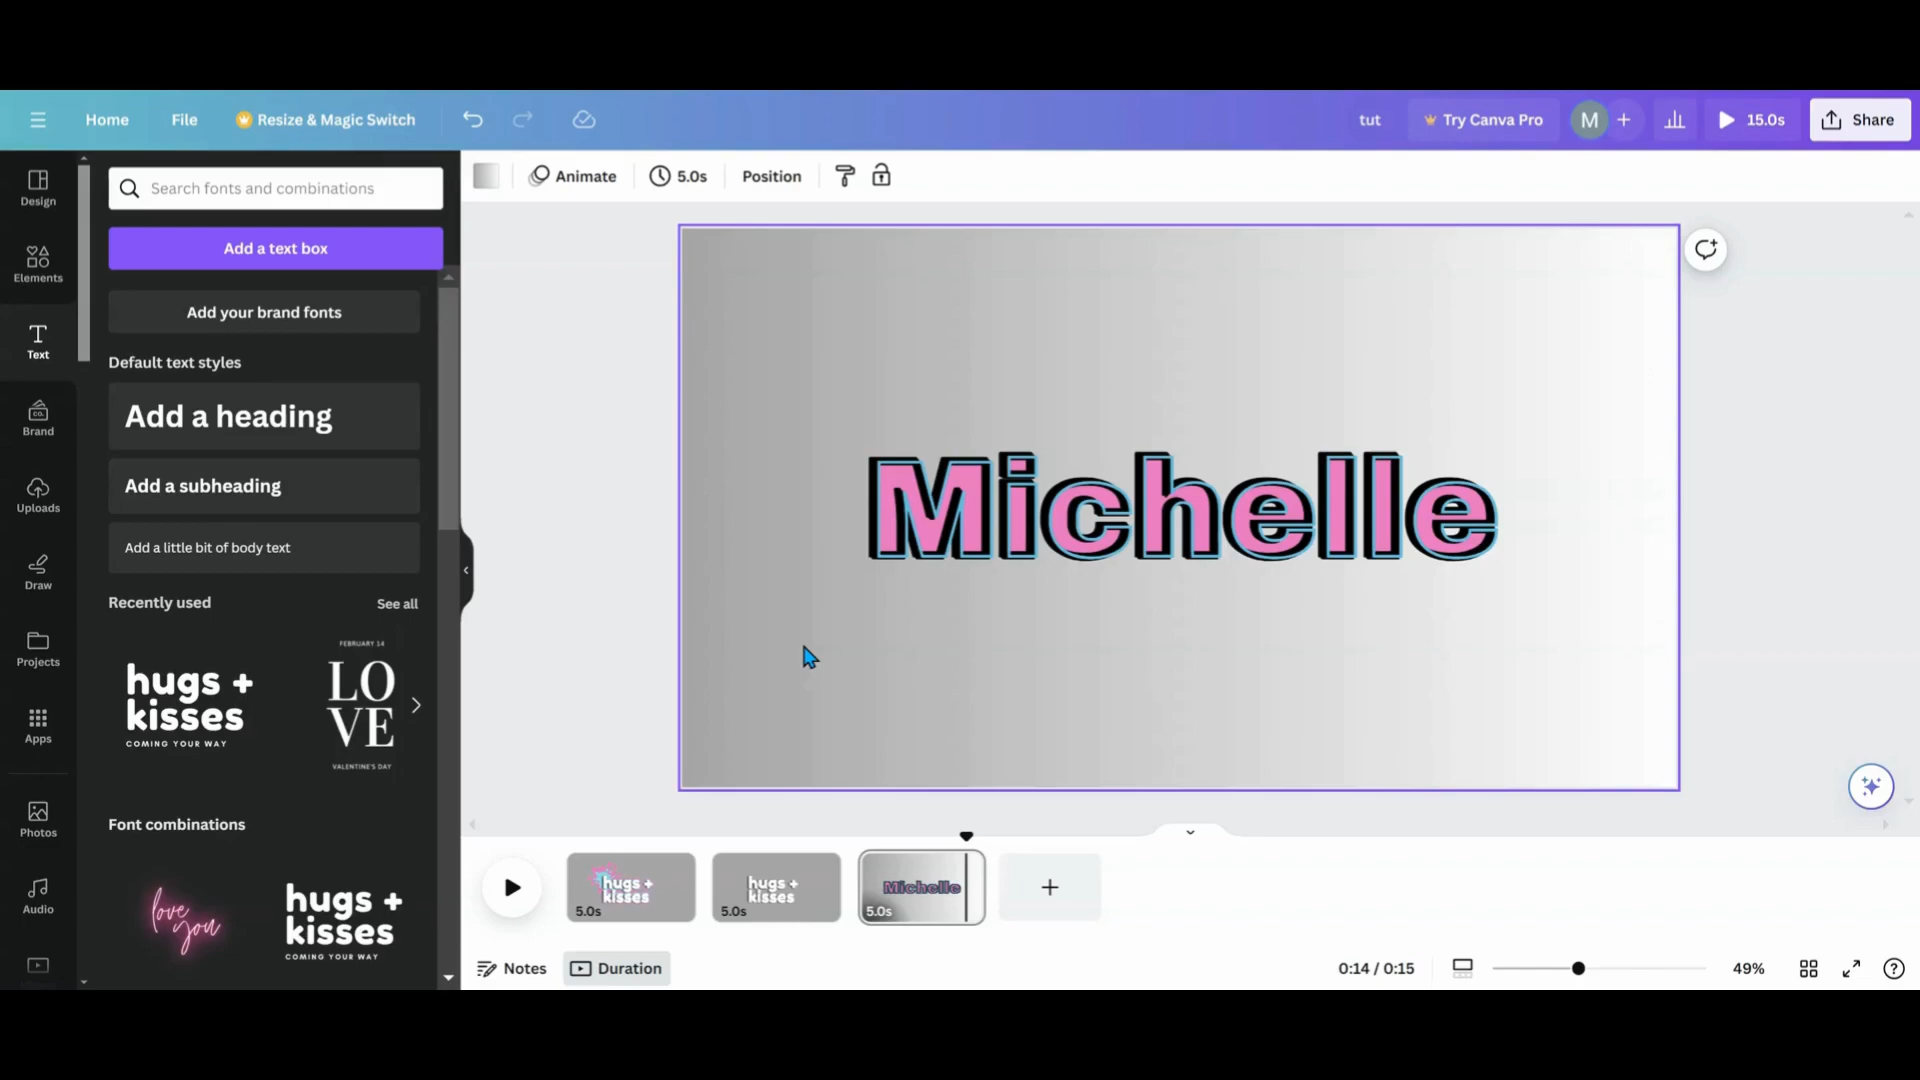 Home
File
Resize & Magic Switch
tut
Try Canva Pro
M
15.0s
Share
Design
Elements
Text
Brand
Uploads
Draw
Projects
Apps
Photos
Audio
Search fonts and combinations
Add a text box
Add your brand fonts
Default text styles
Add a heading
Add a subheading
Add a little bit of body text
Recently used
See all
hugs +
kisses
COMING YOUR WAY
FEBRUARY 14
LO
VE
VALENTINE'S DAY
Font combinations
love
you
hugs +
kisses
COMING YOUR WAY
Animate
5.0s
Position
Michelle
hugs +
kisses
5.0s
hugs +
kisses
5.0s
Michelle
5.0s
Notes
Duration
0:14 / 0:15
49%